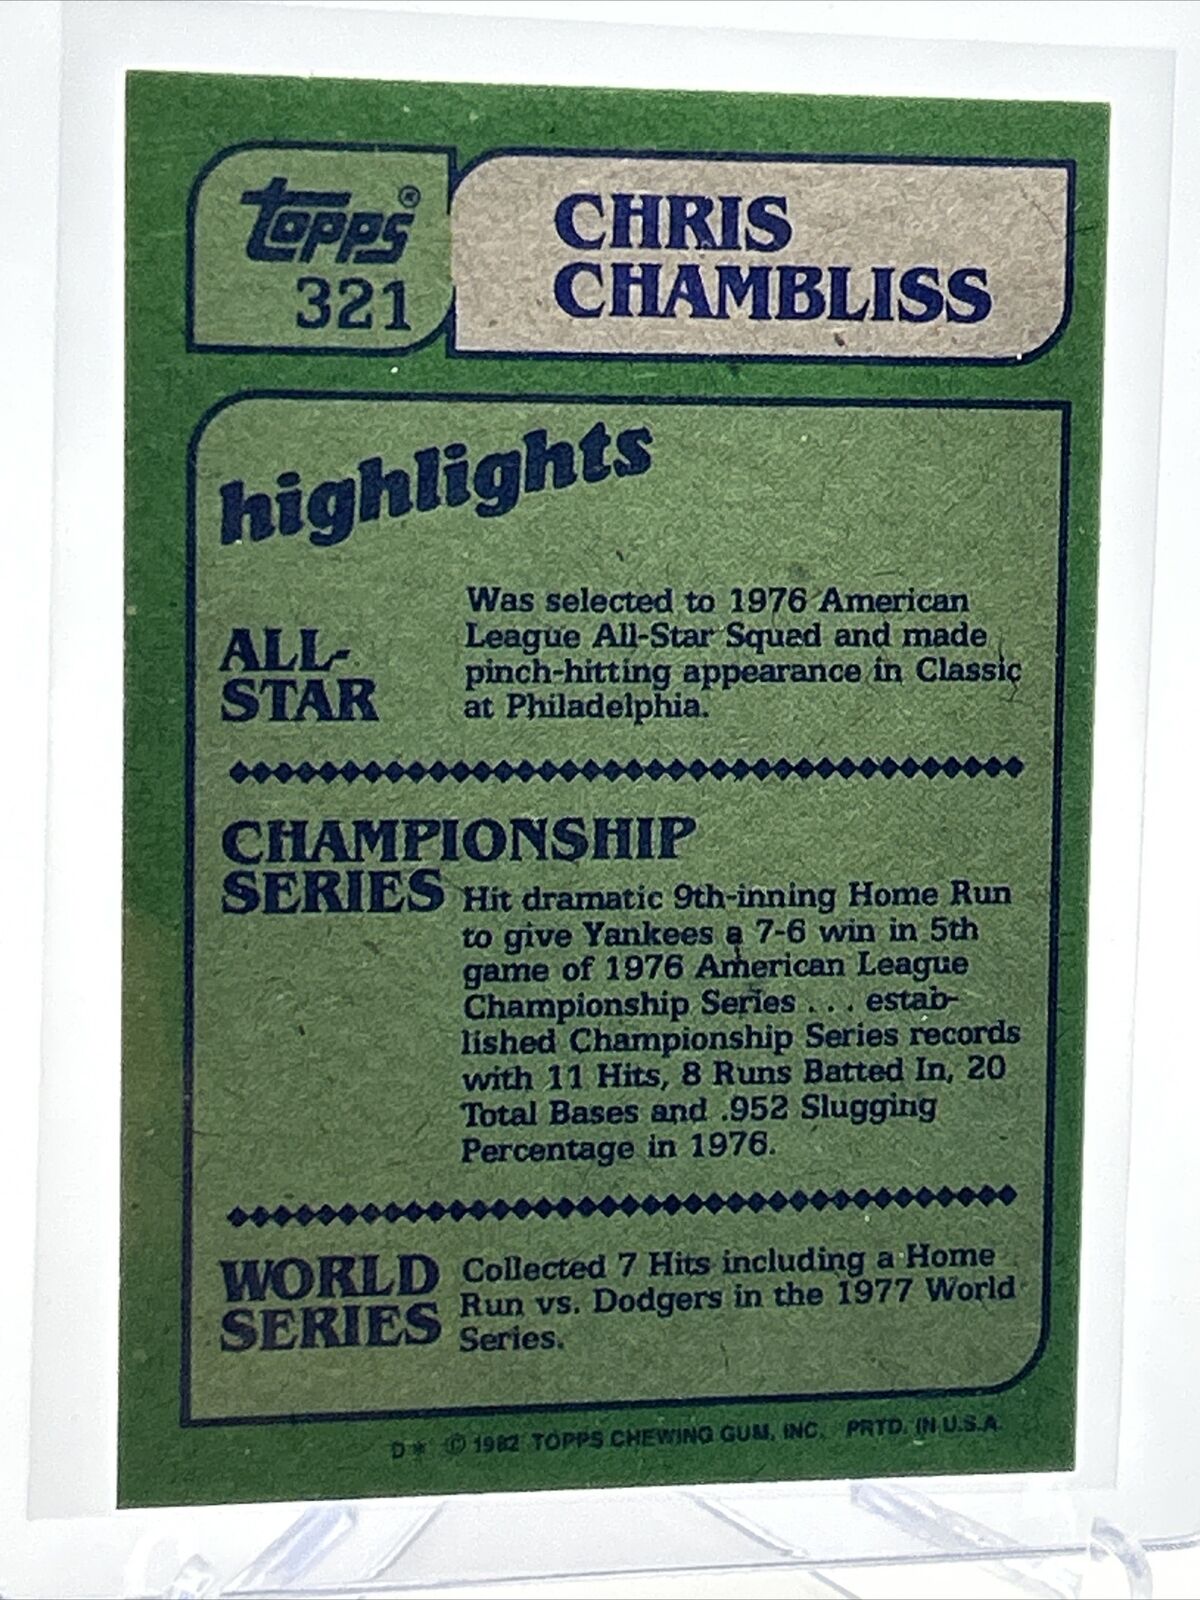 topps®
321
CHRIS
CHAMBLISS
highlights
ALL-
STAR
Was selected to 1976 American
League All-Star Squad and made
pinch-hitting appearance in Classic
at Philadelphia.
CHAMPIONSHIP
SERIES
Hit dramatic 9th-inning Home Run
to give Yankees a 7-6 win in 5th
game of 1976 American League
Championship Series . . . estab-
lished Championship Series records
with 11 Hits, 8 Runs Batted In, 20
Total Bases and .952 Slugging
Percentage in 1976.
WORLD
SERIES
Collected 7 Hits including a Home
Run vs. Dodgers in the 1977 World
Series.
D* © 1982 TOPPS CHEWING GUM, INC. PRTD. IN U.S.A.